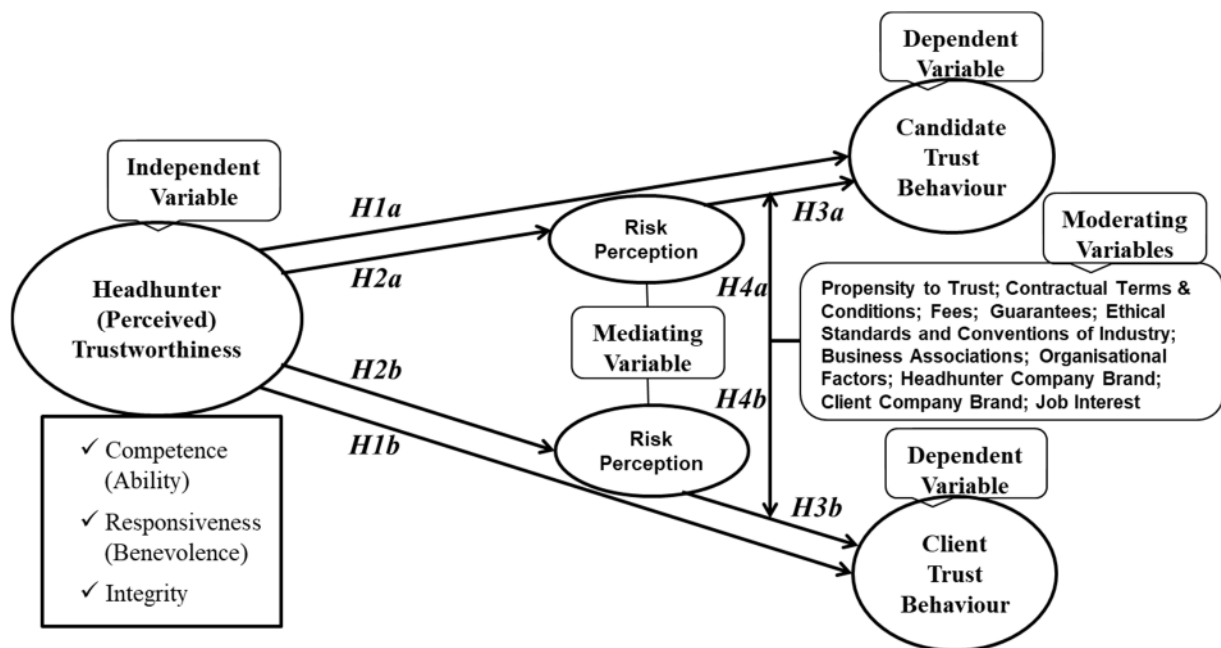 Dependent
Variable
Candidate
Trust
Behaviour
Independent
Variable
H1a
H2a
Risk
Perception
H3a
Moderating
Variables
Headhunter
(Perceived)
Trustworthiness
H4a
Propensity to Trust; Contractual Terms &
Conditions; Fees; Guarantees; Ethical
Standards and Conventions of Industry;
Business Associations; Organisational
Factors; Headhunter Company Brand;
Client Company Brand; Job Interest
Mediating
Variable
H2b
H4b
H1b
Risk
Perception
✓ Competence
(Ability)
✓ Responsiveness
(Benevolence)
✓ Integrity
Dependent
Variable
H3b
Client
Trust
Behaviour